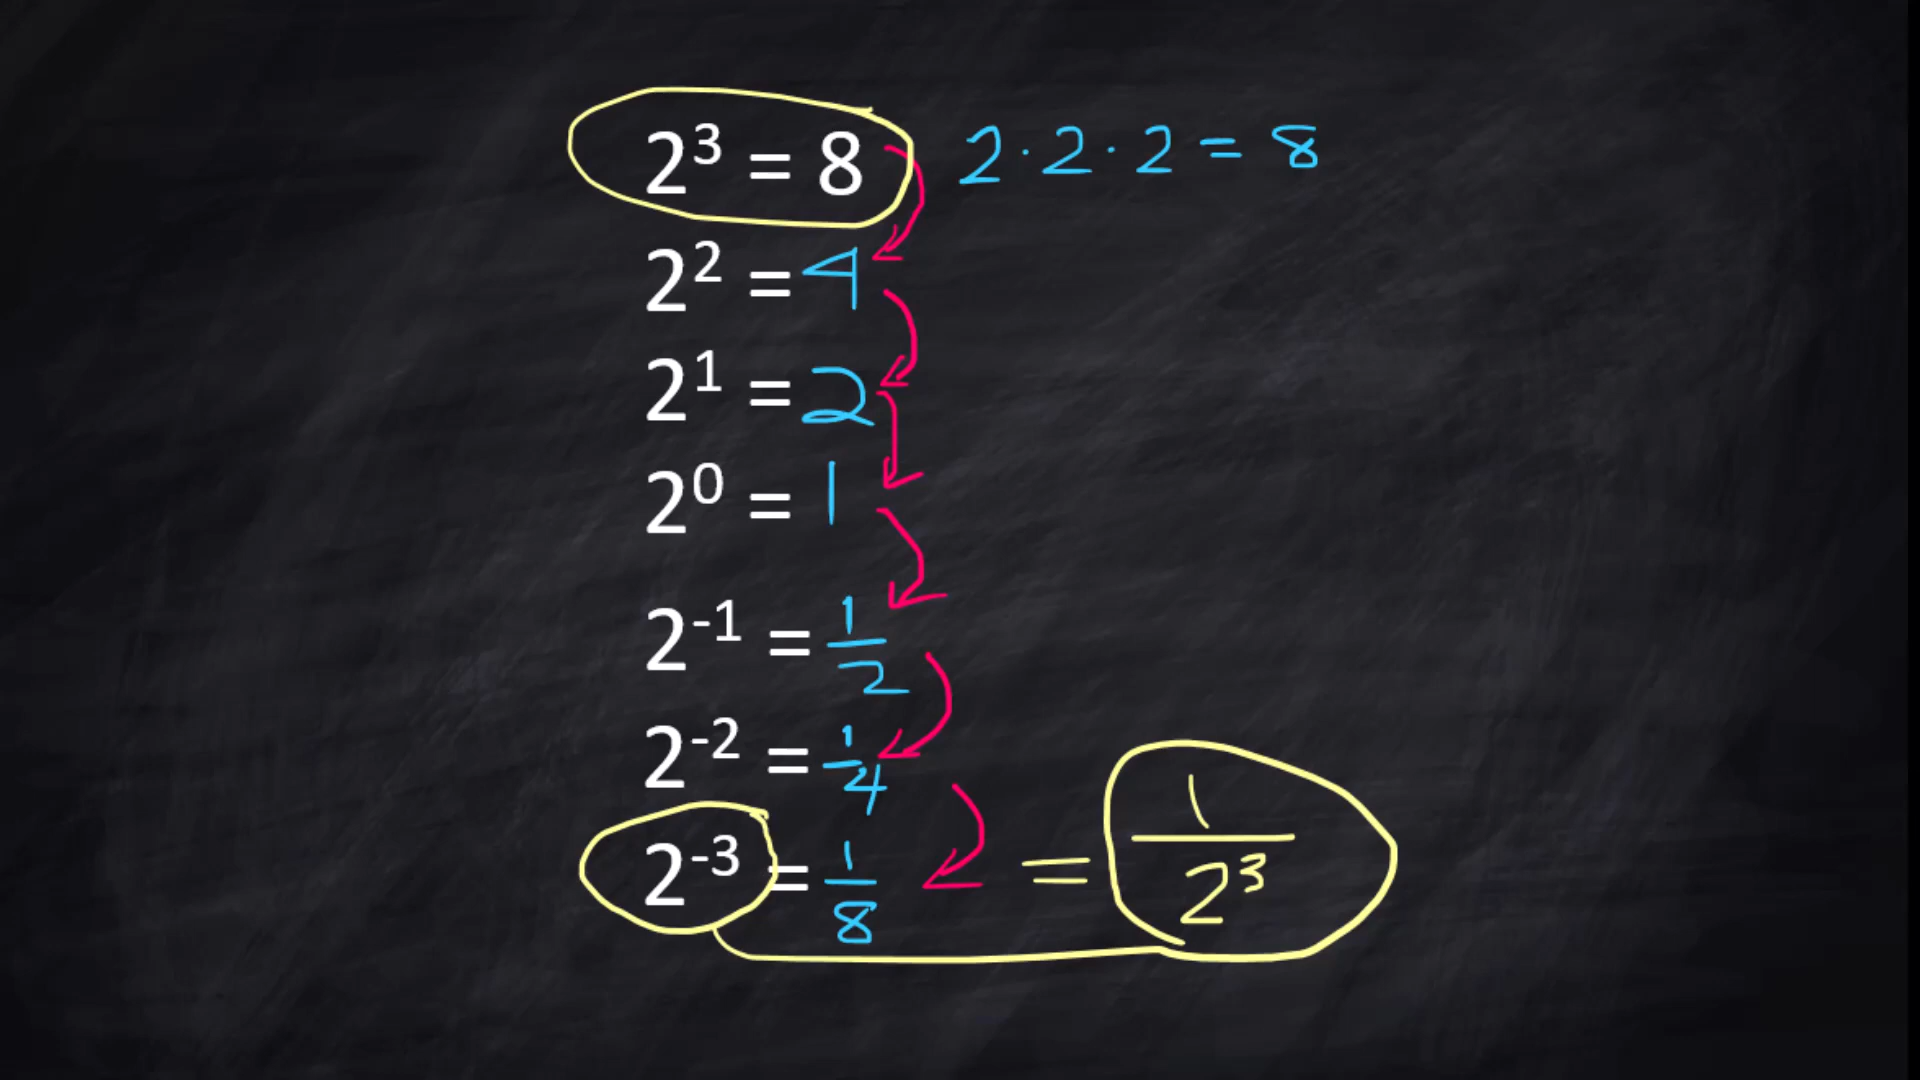 2³ = 8 2 · 2 · 2 = 8
2² = 4
2¹ = 2
2⁰ = 1
2⁻¹ = 1/2
2⁻² = 1/4
2⁻³ = 1/8 = 1/2³